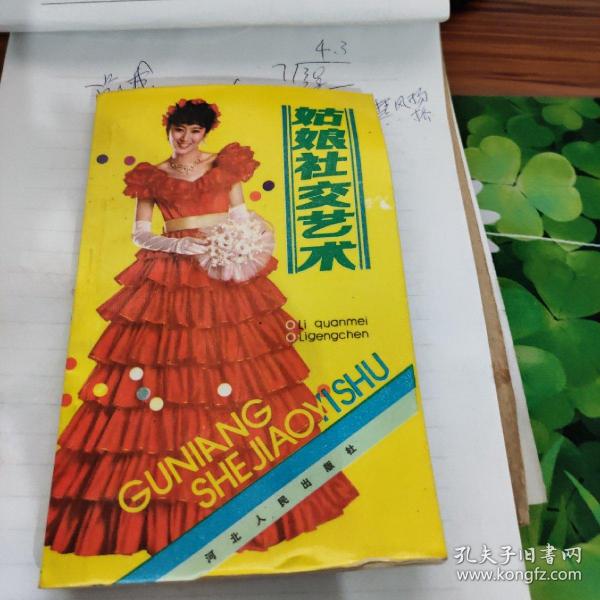 4.3
姑娘社交艺术
Li quanmei
Ligengchen
GUNIANG
SHEJIAOYISHU
河北人民出版社
孔夫子旧书网
www.kongfz.com